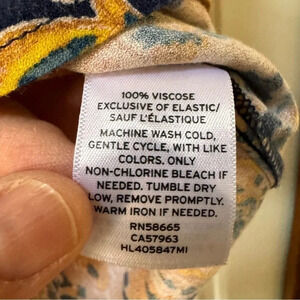 100% VISCOSE
EXCLUSIVE OF ELASTIC/
SAUF L'ÉLASTIQUE
MACHINE WASH COLD,
GENTLE CYCLE, WITH LIKE
COLORS. ONLY
NON-CHLORINE BLEACH IF
NEEDED. TUMBLE DRY
LOW, REMOVE PROMPTLY.
WARM IRON IF NEEDED.
RN58665
CA57963
HL405847MI